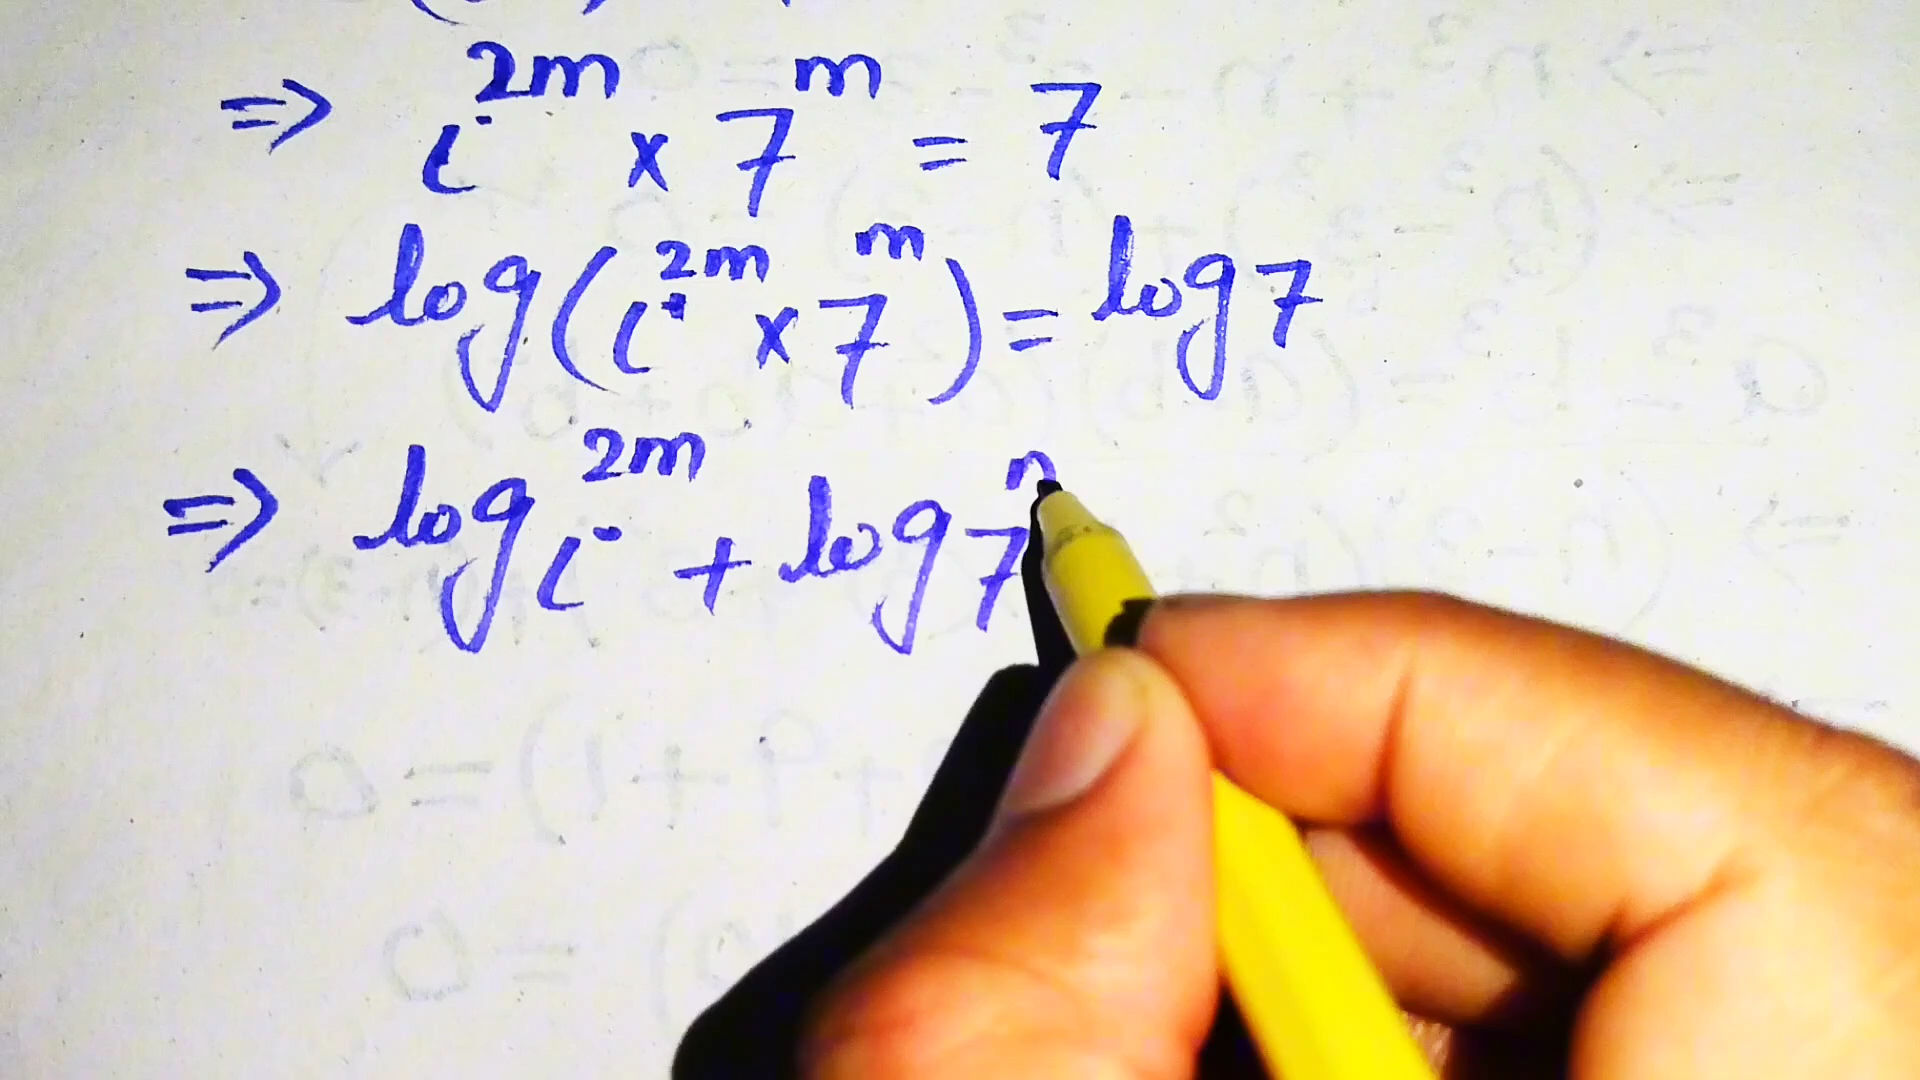 ⇒ i^2m × 7^m = 7
⇒ log(i^2m × 7^m) = log 7
⇒ log i^2m + log 7